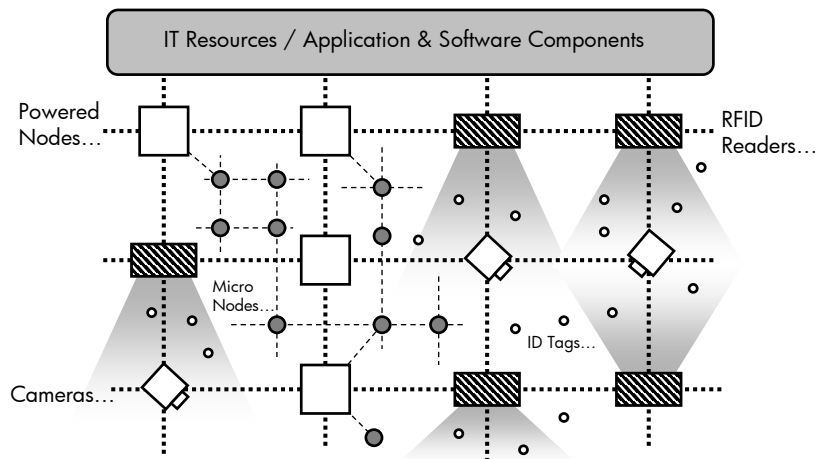 IT Resources / Application & Software Components
Powered
Nodes…
RFID
Readers…
Micro
Nodes…
ID Tags…
Cameras…